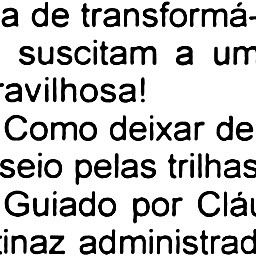 a de transformá-
suscitam a um
ravilhosa!
Como deixar de
seio pelas trilhas
Guiado por Cláu
tinaz administrad